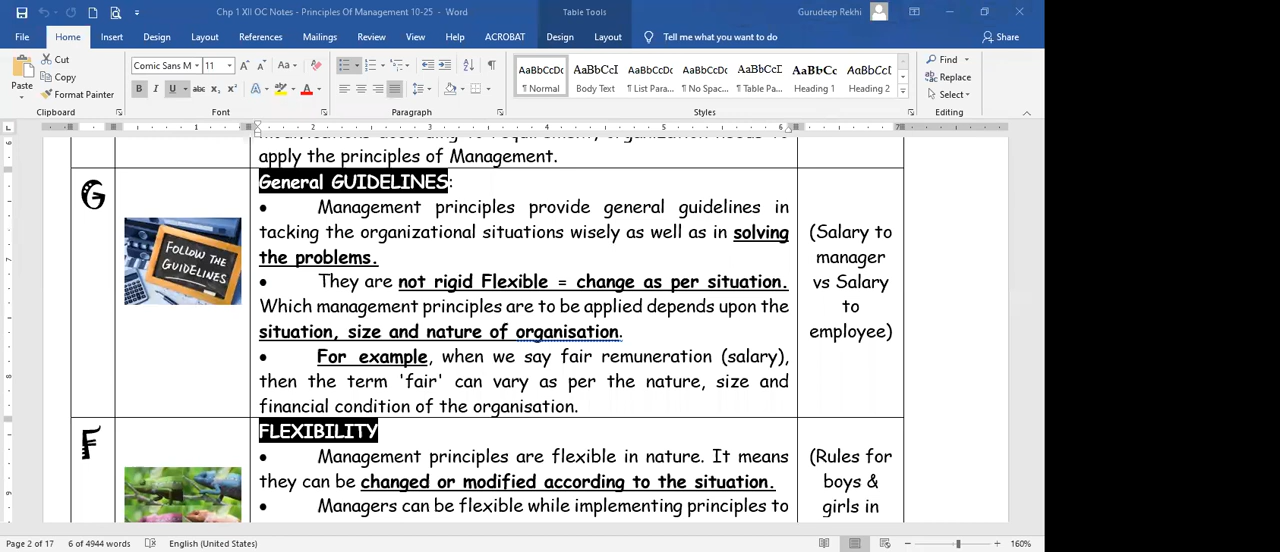 Chp 1 XII OC Notes - Principles Of Management 10-25 - Word
Table Tools
Gurudeep Rekhi
File Home Insert Design Layout References Mailings Review View Help ACROBAT Design Layout Tell me what you want to do Share
Paste
Cut
Copy
Format Painter
Clipboard
Comic Sans M 11
Font
Paragraph
AaBbCcDc AaBbCcI AaBbCcDc AaBbCcDc AaBbCcI AaBbCc AaBbCcI
¶ Normal Body Text ¶ List Para... ¶ No Spac... ¶ Table Pa... Heading 1 Heading 2
Styles
Find
Replace
Select
Editing
apply the principles of Management.
G
FOLLOW THE
GUIDELINES
General GUIDELINES:
• Management principles provide general guidelines in
tacking the organizational situations wisely as well as in solving
the problems.
• They are not rigid Flexible = change as per situation.
Which management principles are to be applied depends upon the
situation, size and nature of organisation.
• For example, when we say fair remuneration (salary),
then the term 'fair' can vary as per the nature, size and
financial condition of the organisation.
(Salary to
manager
vs Salary
to
employee)
F
FLEXIBILITY
• Management principles are flexible in nature. It means
they can be changed or modified according to the situation.
• Managers can be flexible while implementing principles to
(Rules for
boys &
girls in
Page 2 of 17 6 of 4944 words English (United States) 160%